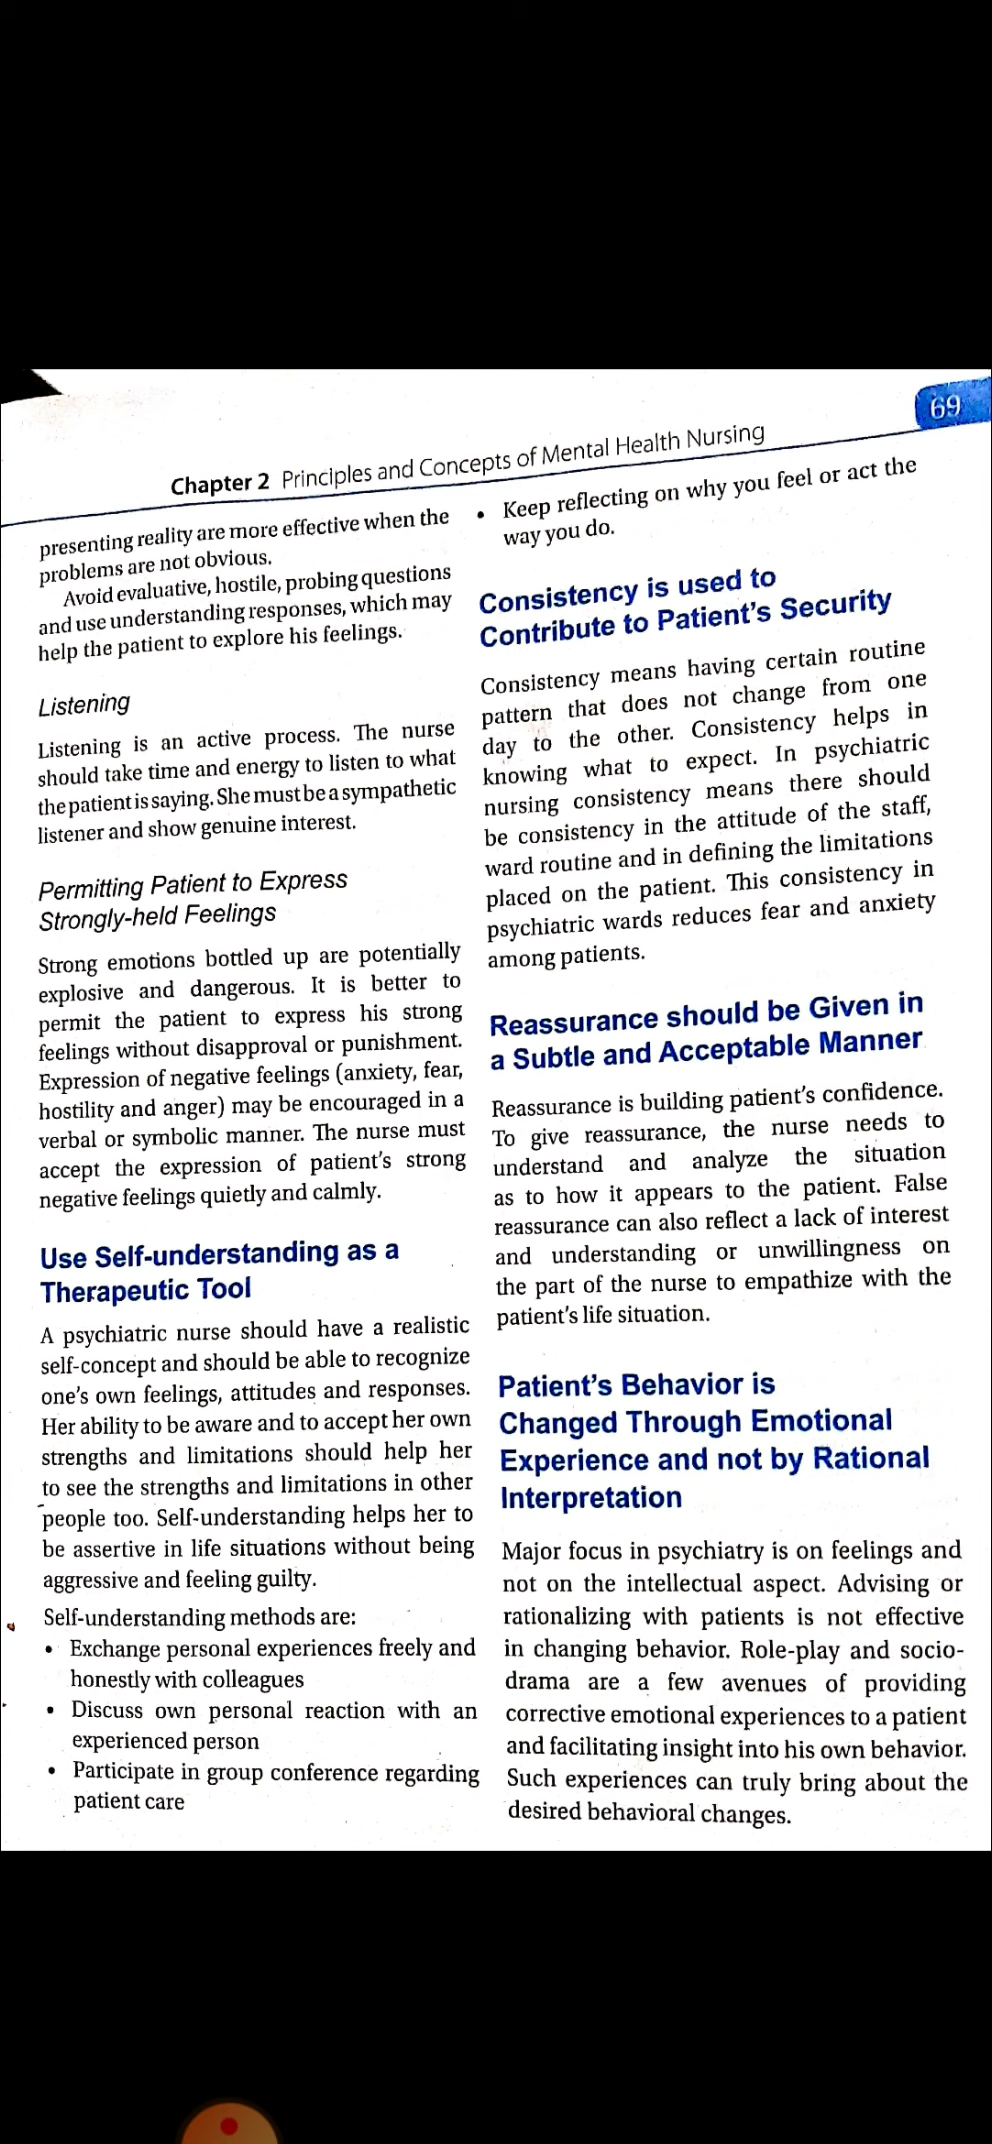 69
Chapter 2 Principles and Concepts of Mental Health Nursing
presenting reality are more effective when the
problems are not obvious.
Avoid evaluative, hostile, probing questions
and use understanding responses, which may
help the patient to explore his feelings.
Listening
Listening is an active process. The nurse
should take time and energy to listen to what
the patient is saying. She must be a sympathetic
listener and show genuine interest.
Permitting Patient to Express
Strongly-held Feelings
Strong emotions bottled up are potentially
explosive and dangerous. It is better to
permit the patient to express his strong
feelings without disapproval or punishment.
Expression of negative feelings (anxiety, fear,
hostility and anger) may be encouraged in a
verbal or symbolic manner. The nurse must
accept the expression of patient's strong
negative feelings quietly and calmly.
Use Self-understanding as a
Therapeutic Tool
A psychiatric nurse should have a realistic
self-concept and should be able to recognize
one's own feelings, attitudes and responses.
Her ability to be aware and to accept her own
strengths and limitations should help her
to see the strengths and limitations in other
people too. Self-understanding helps her to
be assertive in life situations without being
aggressive and feeling guilty.
Self-understanding methods are:
• Exchange personal experiences freely and
honestly with colleagues
• Discuss own personal reaction with an
experienced person
• Participate in group conference regarding
patient care
• Keep reflecting on why you feel or act the
way you do.
Consistency is used to
Contribute to Patient's Security
Consistency means having certain routine
pattern that does not change from one
day to the other. Consistency helps in
knowing what to expect. In psychiatric
nursing consistency means there should
be consistency in the attitude of the staff,
ward routine and in defining the limitations
placed on the patient. This consistency in
psychiatric wards reduces fear and anxiety
among patients.
Reassurance should be Given in
a Subtle and Acceptable Manner
Reassurance is building patient's confidence.
To give reassurance, the nurse needs to
understand and analyze the situation
as to how it appears to the patient. False
reassurance can also reflect a lack of interest
and understanding or unwillingness on
the part of the nurse to empathize with the
patient's life situation.
Patient's Behavior is
Changed Through Emotional
Experience and not by Rational
Interpretation
Major focus in psychiatry is on feelings and
not on the intellectual aspect. Advising or
rationalizing with patients is not effective
in changing behavior. Role-play and socio-
drama are a few avenues of providing
corrective emotional experiences to a patient
and facilitating insight into his own behavior.
Such experiences can truly bring about the
desired behavioral changes.